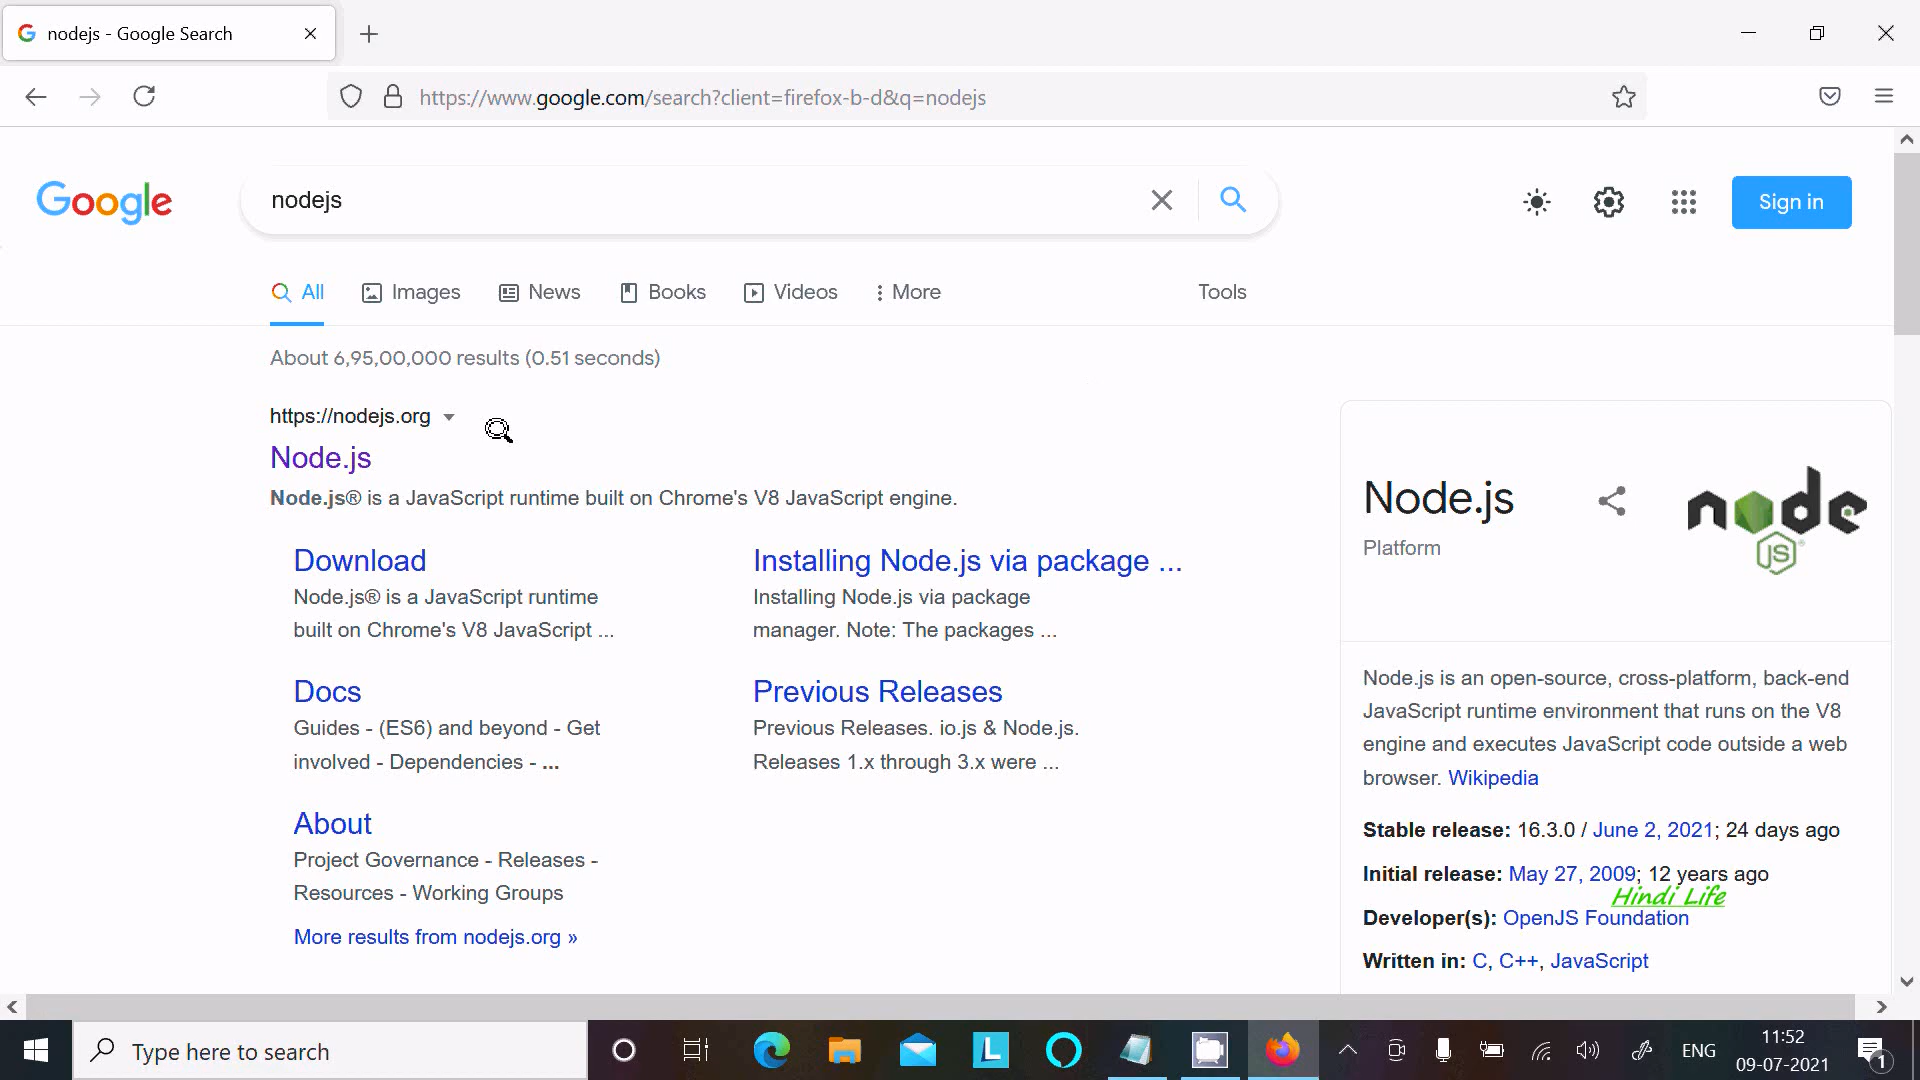 nodejs - Google Search
https://www.google.com/search?client=firefox-b-d&q=nodejs
Google
nodejs
Sign in
All
Images
News
Books
Videos
More
Tools
About 6,95,00,000 results (0.51 seconds)
https://nodejs.org
Node.js
Node.js® is a JavaScript runtime built on Chrome's V8 JavaScript engine.
Download
Node.js® is a JavaScript runtime
built on Chrome's V8 JavaScript ...
Installing Node.js via package ...
Installing Node.js via package
manager. Note: The packages ...
Docs
Guides - (ES6) and beyond - Get
involved - Dependencies - ...
Previous Releases
Previous Releases. io.js & Node.js.
Releases 1.x through 3.x were ...
About
Project Governance - Releases -
Resources - Working Groups
More results from nodejs.org »
Node.js
Platform
node
JS
Node.js is an open-source, cross-platform, back-end
JavaScript runtime environment that runs on the V8
engine and executes JavaScript code outside a web
browser. Wikipedia
Stable release: 16.3.0 / June 2, 2021; 24 days ago
Initial release: May 27, 2009; 12 years ago
Hindi Life
Developer(s): OpenJS Foundation
Written in: C, C++, JavaScript
Type here to search
L
ENG
11:52
09-07-2021
1